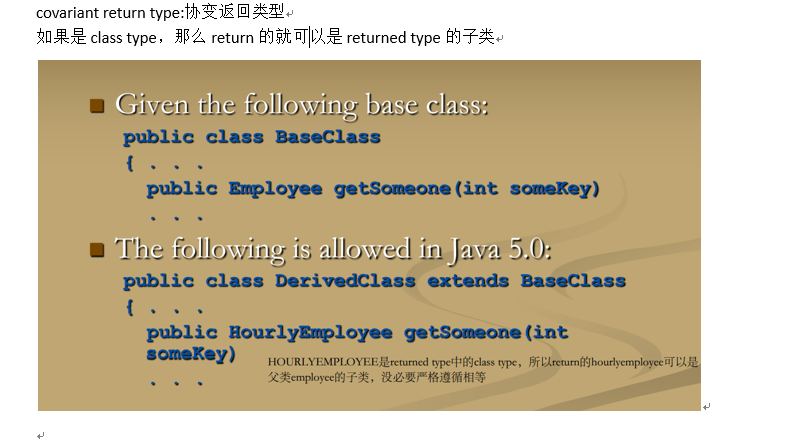 covariant return type:协变返回类型
如果是 class type，那么 return 的就可以是 returned type 的子类
Given the following base class:
public class BaseClass
{ . . .
public Employee getSomeone(int someKey)
. . .
The following is allowed in Java 5.0:
public class DerivedClass extends BaseClass
{ . . .
public HourlyEmployee getSomeone(int
someKey)
HOURLYEMPLOYEE是returned type中的class type，所以return的hourlyemployee可以是
父类employee的子类，没必要严格遵循相等
. . .